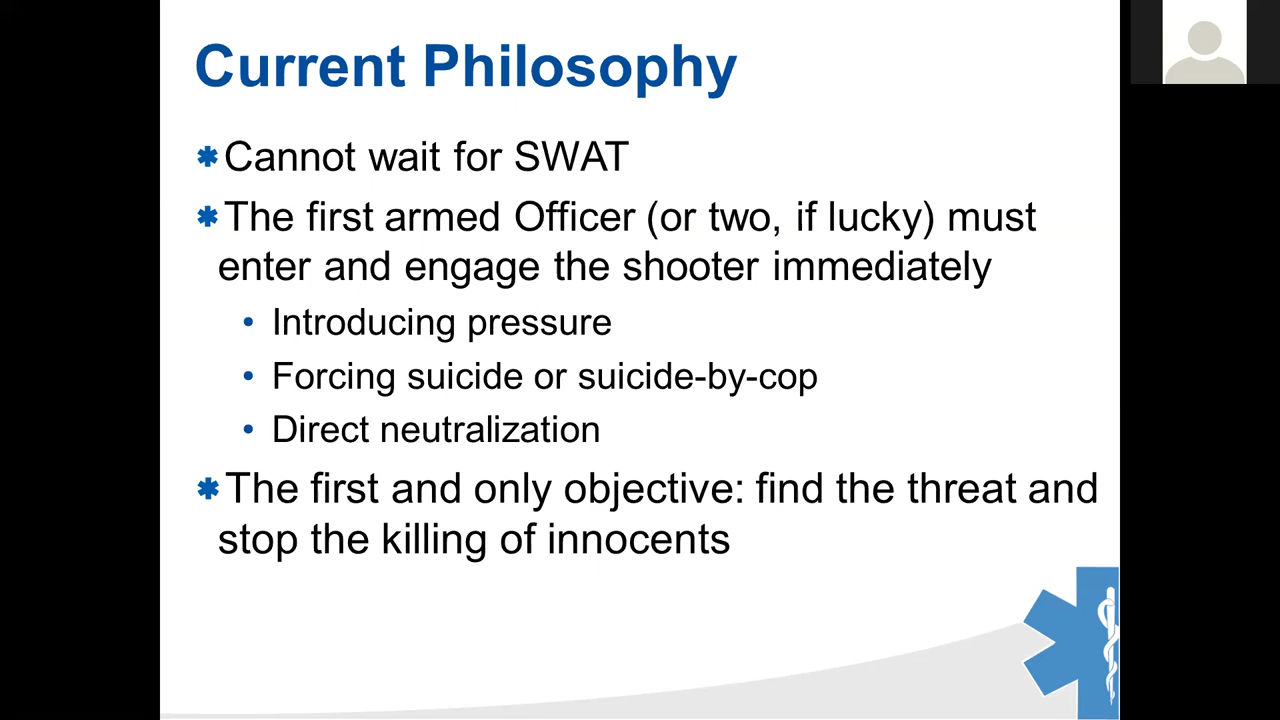 Current Philosophy
Cannot wait for SWAT
The first armed Officer (or two, if lucky) must
enter and engage the shooter immediately
• Introducing pressure
• Forcing suicide or suicide-by-cop
• Direct neutralization
The first and only objective: find the threat and
stop the killing of innocents